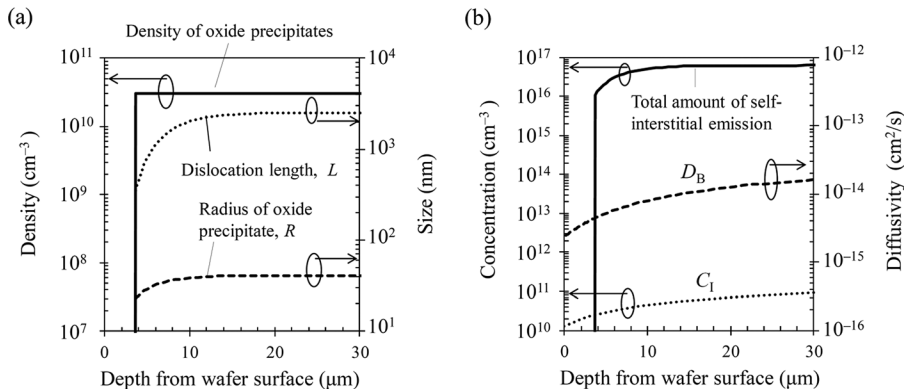 (a)
Density of oxide precipitates
10¹¹
10¹⁰
10⁹
10⁸
10⁷
Density (cm⁻³)
10⁴
10³
10²
10¹
Size (nm)
Dislocation length, L
Radius of oxide
precipitate, R
0
10
20
30
Depth from wafer surface (μm)
(b)
10¹⁷
10¹⁶
10¹⁵
10¹⁴
10¹³
10¹²
10¹¹
10¹⁰
Concentration (cm⁻³)
10⁻¹²
10⁻¹³
10⁻¹⁴
10⁻¹⁵
10⁻¹⁶
Diffusivity (cm²/s)
Total amount of self-
interstitial emission
D_B
C_I
0
10
20
30
Depth from wafer surface (μm)